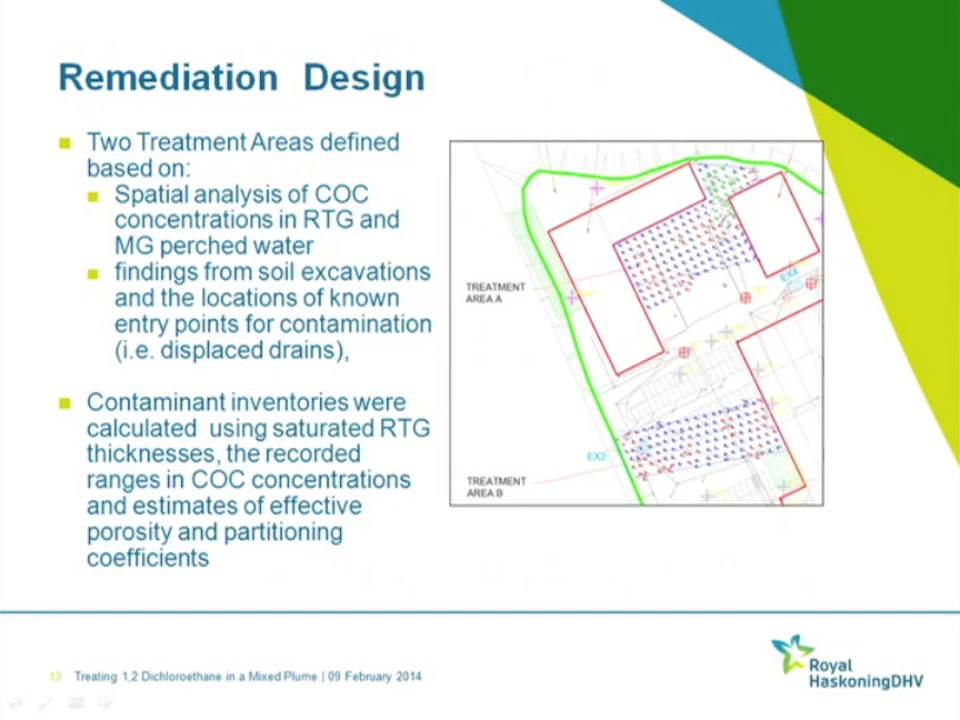 Remediation Design
Two Treatment Areas defined
based on:
Spatial analysis of COC
concentrations in RTG and
MG perched water
findings from soil excavations
and the locations of known
entry points for contamination
(i.e. displaced drains),
Contaminant inventories were
calculated using saturated RTG
thicknesses, the recorded
ranges in COC concentrations
and estimates of effective
porosity and partitioning
coefficients
TREATMENT
AREA A
EX4
EX2
TREATMENT
AREA B
13 Treating 1,2 Dichloroethane in a Mixed Plume | 09 February 2014
Royal
HaskoningDHV